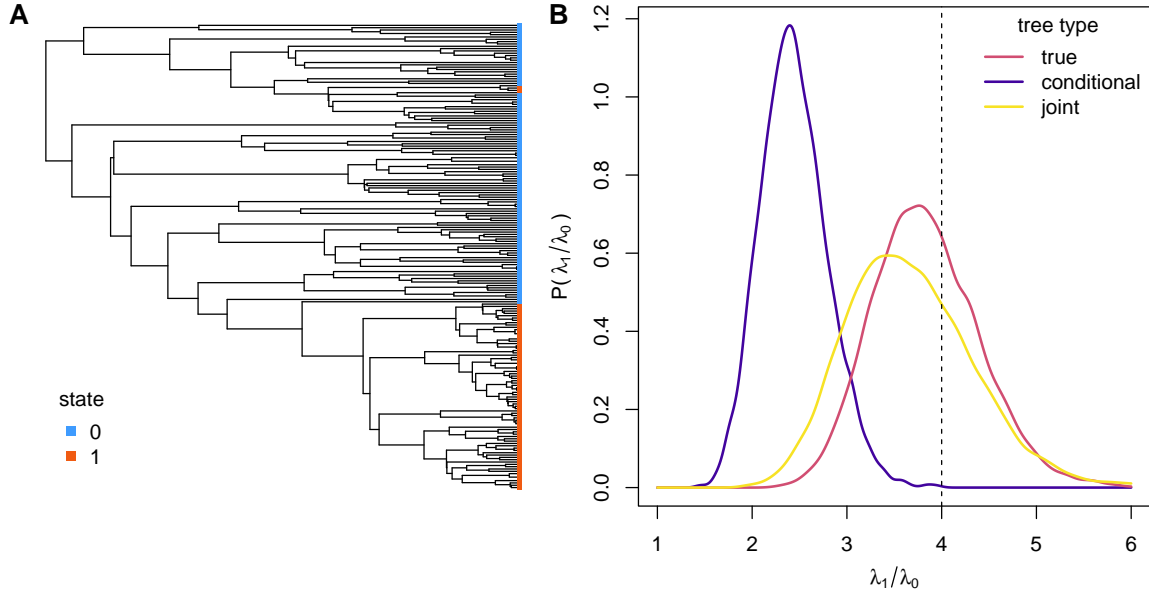 A
state
0
1
B
P( λ1/λ0)
0.0
0.2
0.4
0.6
0.8
1.0
1.2
tree type
true
conditional
joint
1 2 3 4 5 6
λ1/λ0